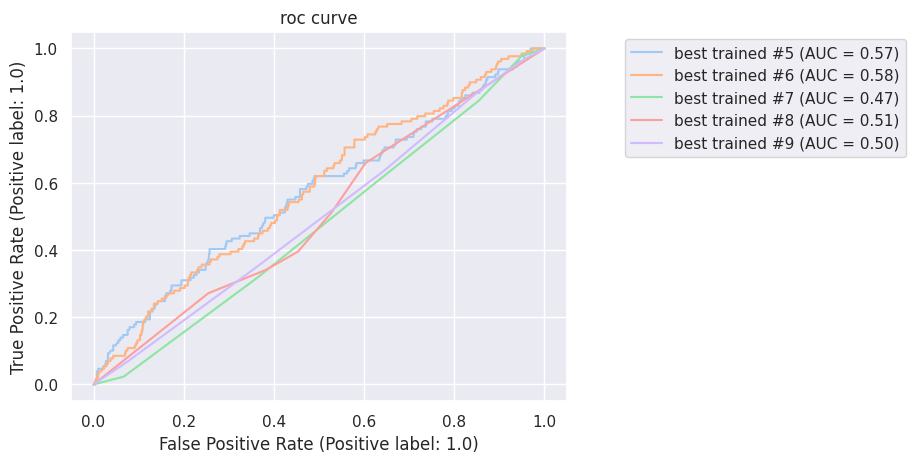 roc curve
True Positive Rate (Positive label: 1.0)
1.0
0.8
0.6
0.4
0.2
0.0
0.0 0.2 0.4 0.6 0.8 1.0
False Positive Rate (Positive label: 1.0)
best trained #5 (AUC = 0.57)
best trained #6 (AUC = 0.58)
best trained #7 (AUC = 0.47)
best trained #8 (AUC = 0.51)
best trained #9 (AUC = 0.50)